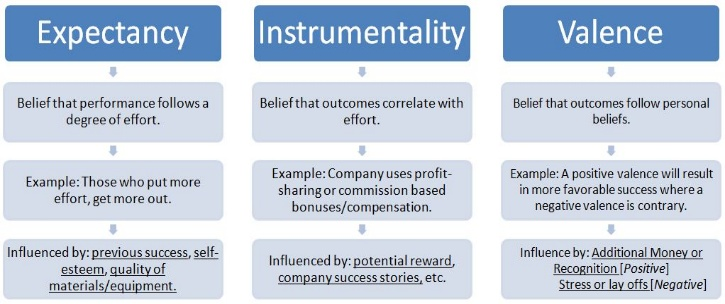 Expectancy
Belief that performance follows a
degree of effort.
Example: Those who put more
effort, get more out.
Influenced by: previous success, self-
esteem, quality of
materials/equipment.
Instrumentality
Belief that outcomes correlate with
effort.
Example: Company uses profit-
sharing or commission based
bonuses/compensation.
Influenced by: potential reward,
company success stories, etc.
Valence
Belief that outcomes follow personal
beliefs.
Example: A positive valence will result
in more favorable success where a
negative valence is contrary.
Influence by: Additional Money or
Recognition [Positive]
Stress or lay offs [Negative]